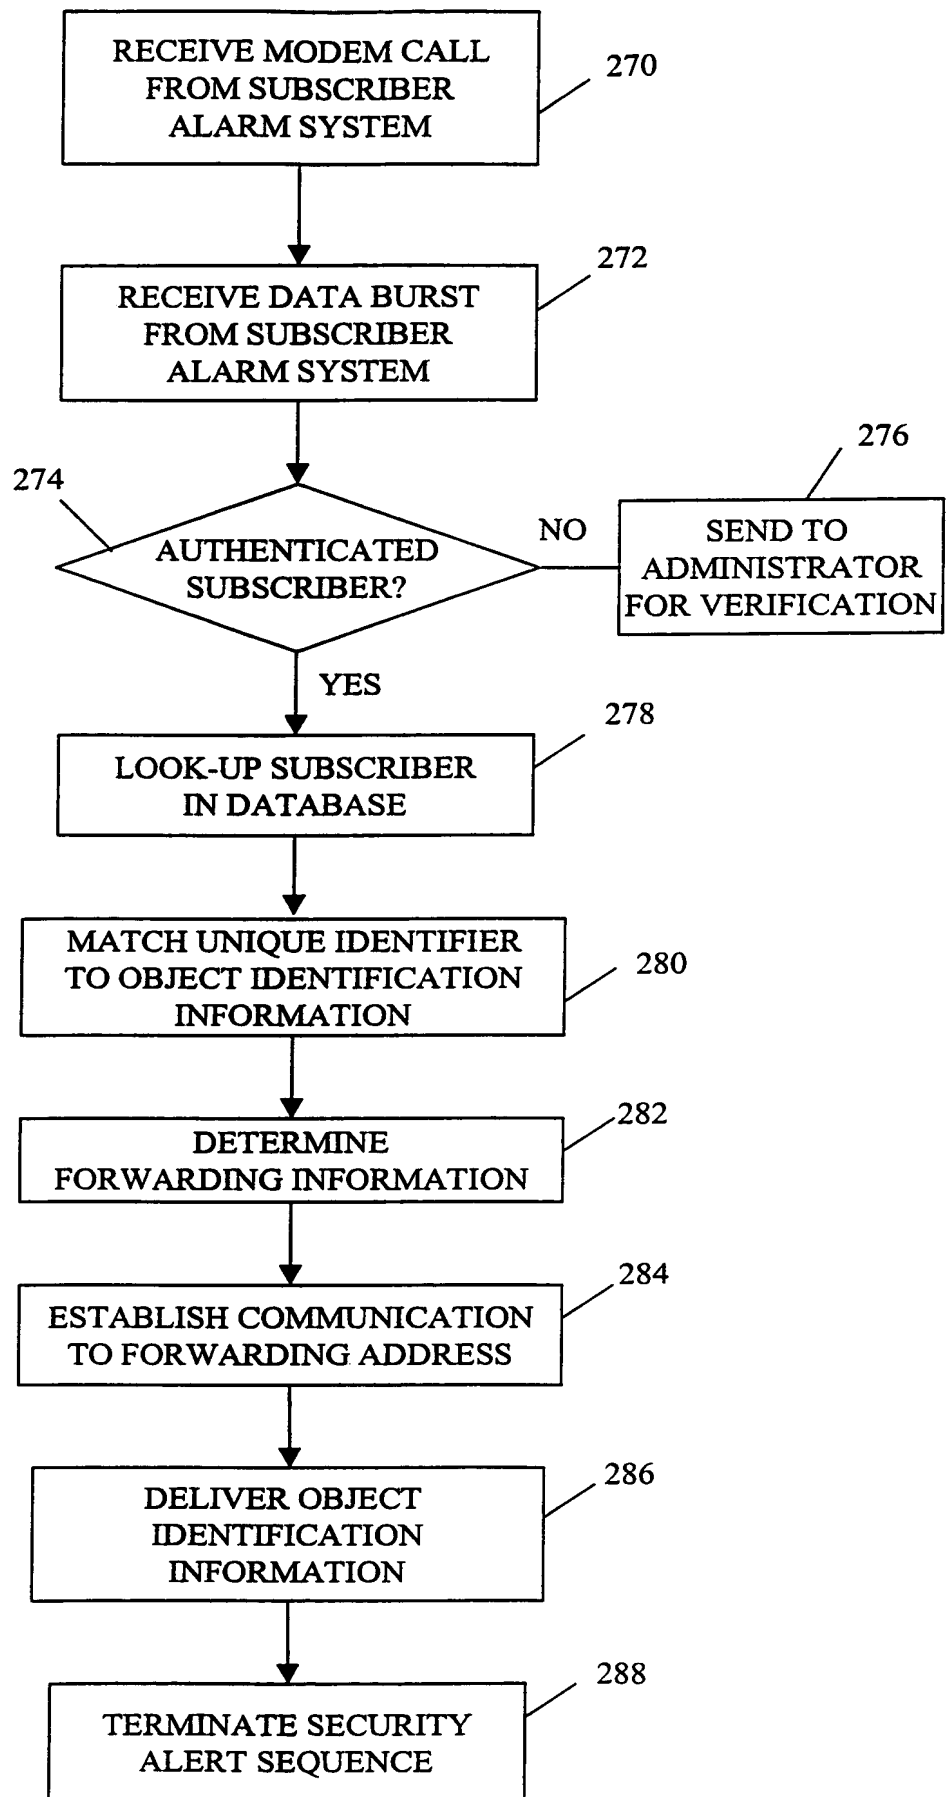 RECEIVE MODEM CALL
FROM SUBSCRIBER
ALARM SYSTEM
270
RECEIVE DATA BURST
FROM SUBSCRIBER
ALARM SYSTEM
272
274
AUTHENTICATED
SUBSCRIBER?
NO
276
SEND TO
ADMINISTRATOR
FOR VERIFICATION
YES
278
LOOK-UP SUBSCRIBER
IN DATABASE
MATCH UNIQUE IDENTIFIER
TO OBJECT IDENTIFICATION
INFORMATION
280
DETERMINE
FORWARDING INFORMATION
282
ESTABLISH COMMUNICATION
TO FORWARDING ADDRESS
284
DELIVER OBJECT
IDENTIFICATION
INFORMATION
286
TERMINATE SECURITY
ALERT SEQUENCE
288